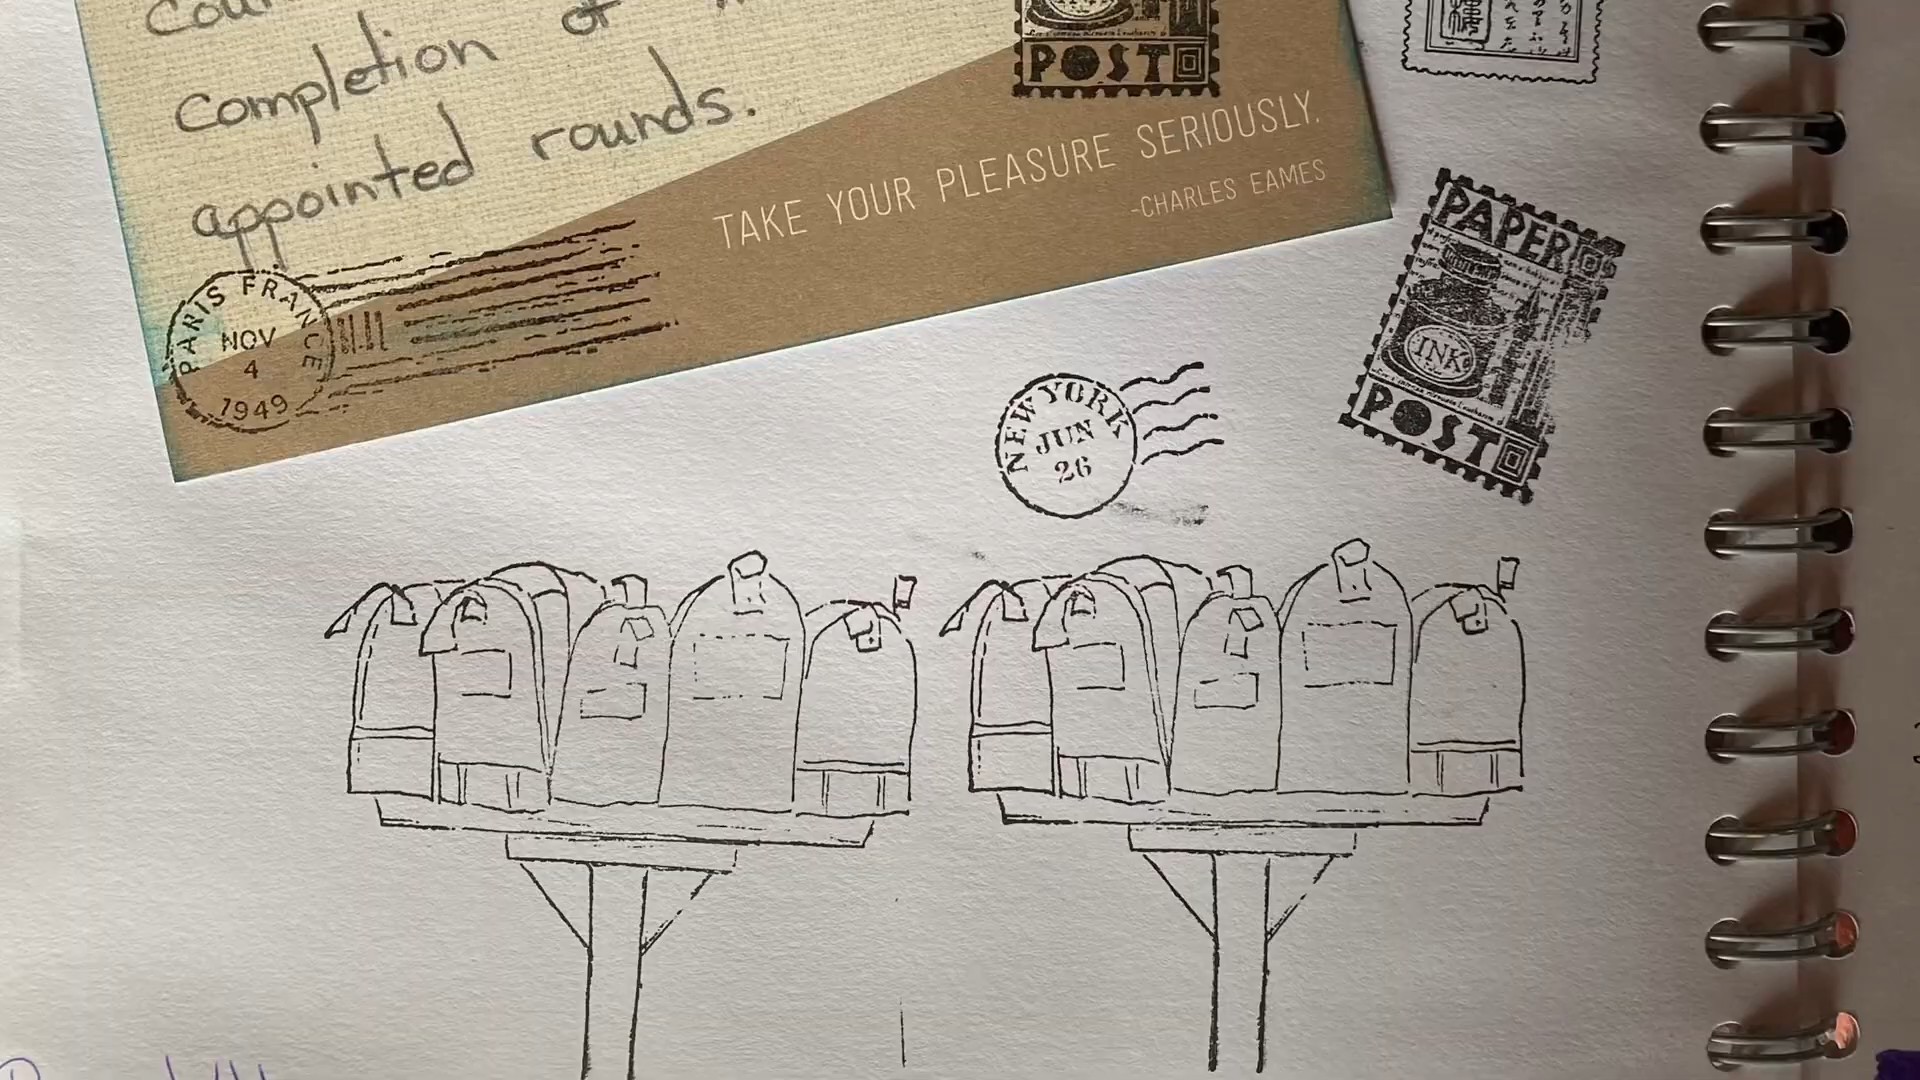 completion of
appointed rounds.
POST
TAKE YOUR PLEASURE SERIOUSLY.
-CHARLES EAMES
PARIS FRANCE
NOV
4
1949
PAPER
INK
POST
NEW YORK
JUN
26